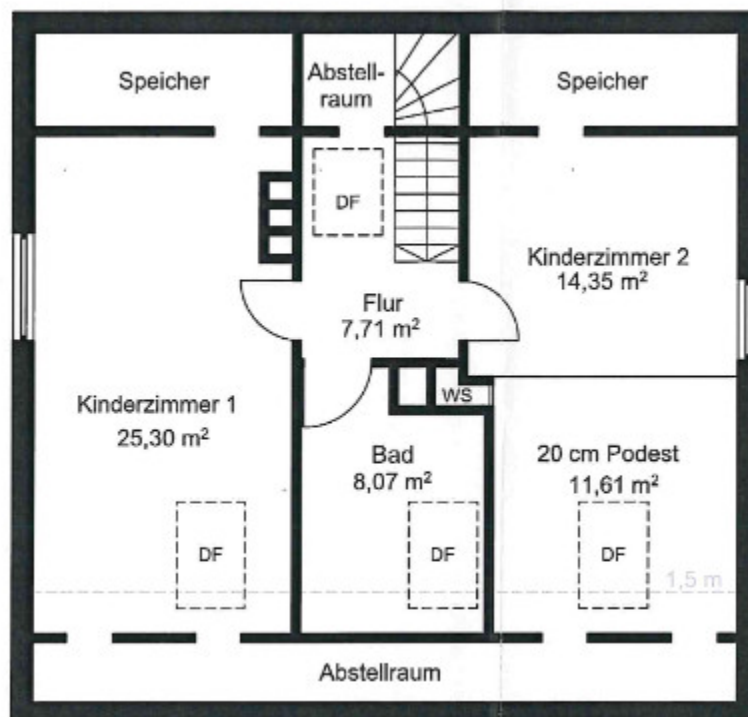 Speicher
Abstell-
raum
Speicher
DF
Kinderzimmer 2
14,35 m²
Flur
7,71 m²
Kinderzimmer 1
25,30 m²
WS
Bad
8,07 m²
20 cm Podest
11,61 m²
DF
DF
DF
1,5 m
Abstellraum